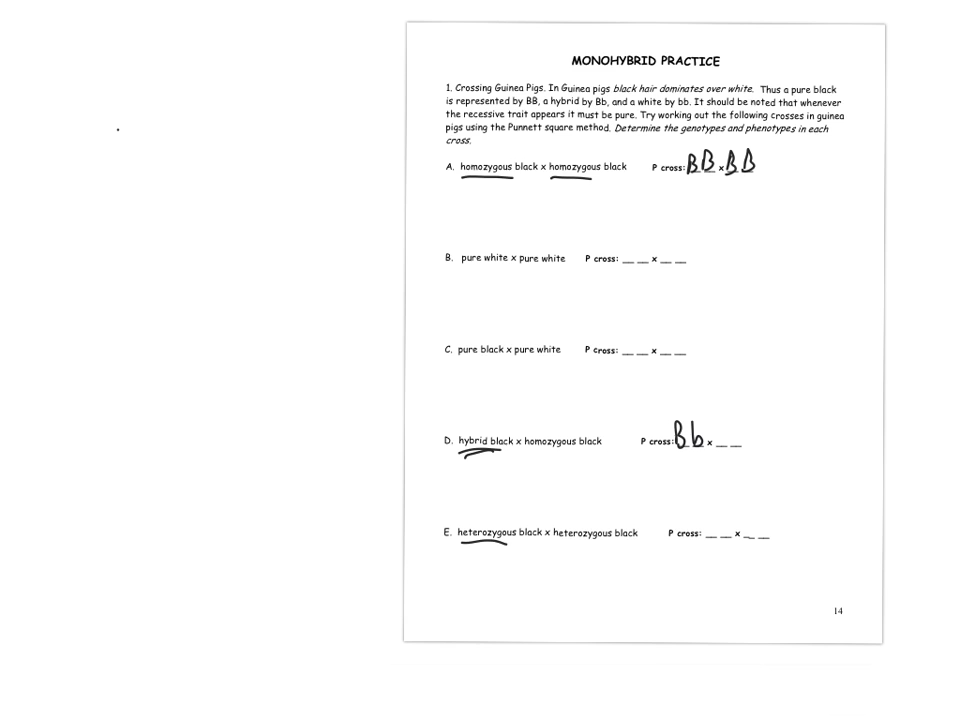 MONOHYBRID PRACTICE
1. Crossing Guinea Pigs. In Guinea pigs black hair dominates over white. Thus a pure black
is represented by BB, a hybrid by Bb, and a white by bb. It should be noted that whenever
the recessive trait appears it must be pure. Try working out the following crosses in guinea
pigs using the Punnett square method. Determine the genotypes and phenotypes in each
cross.
A. homozygous black x homozygous black P cross: BB x BB
B. pure white x pure white P cross: __ __ x __ __
C. pure black x pure white P cross: __ __ x __ __
D. hybrid black x homozygous black P cross: Bb x __ __
E. heterozygous black x heterozygous black P cross: __ __ x __ __
14